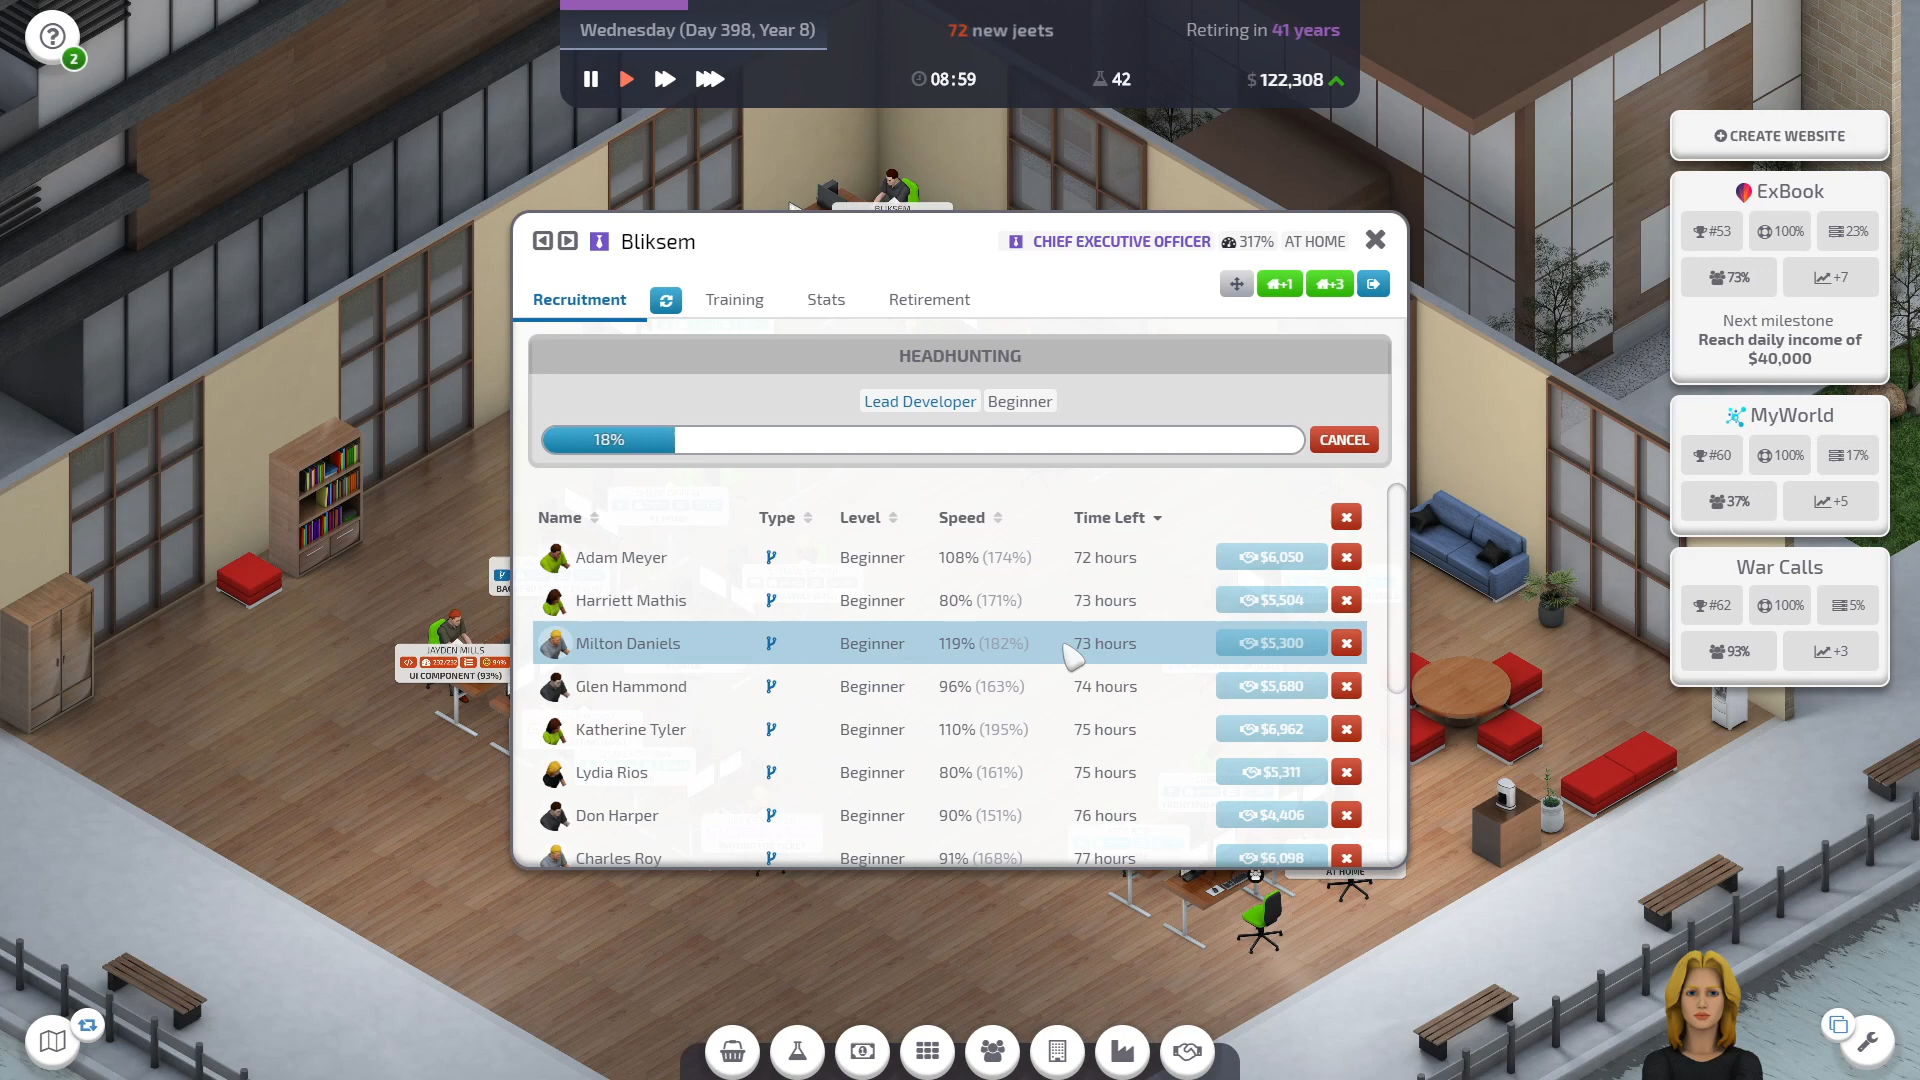 2
Wednesday (Day 398, Year 8)
72 new jeets
Retiring in 41 years
08:59
42
$ 122,308
CREATE WEBSITE
ExBook
#53
100%
23%
73%
+7
Next milestone
Reach daily income of
$40,000
MyWorld
#60
100%
17%
37%
+5
War Calls
#62
100%
5%
93%
+3
Bliksem
CHIEF EXECUTIVE OFFICER
317%
AT HOME
+1
+3
Recruitment
Training
Stats
Retirement
HEADHUNTING
Lead Developer Beginner
18%
CANCEL
Name Type Level Speed Time Left
Adam Meyer Beginner 108% (174%) 72 hours $6,050
Harriett Mathis Beginner 80% (171%) 73 hours $5,504
Milton Daniels Beginner 119% (182%) 73 hours $5,300
Glen Hammond Beginner 96% (163%) 74 hours $5,680
Katherine Tyler Beginner 110% (195%) 75 hours $6,962
Lydia Rios Beginner 80% (161%) 75 hours $5,311
Don Harper Beginner 90% (151%) 76 hours $4,406
Charles Roy Beginner 91% (168%) 77 hours $6,098
JAYDEN MILLS
232/232
94%
UI COMPONENT (93%)
AT HOME